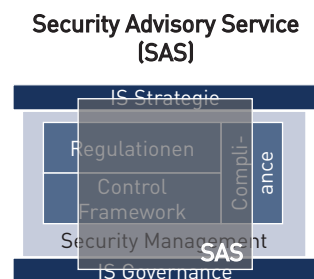 Security Advisory Service
(SAS)
IS Strategie
Regulationen
Control
Framework
Compli-
ance
Security Management
SAS
IS Governance